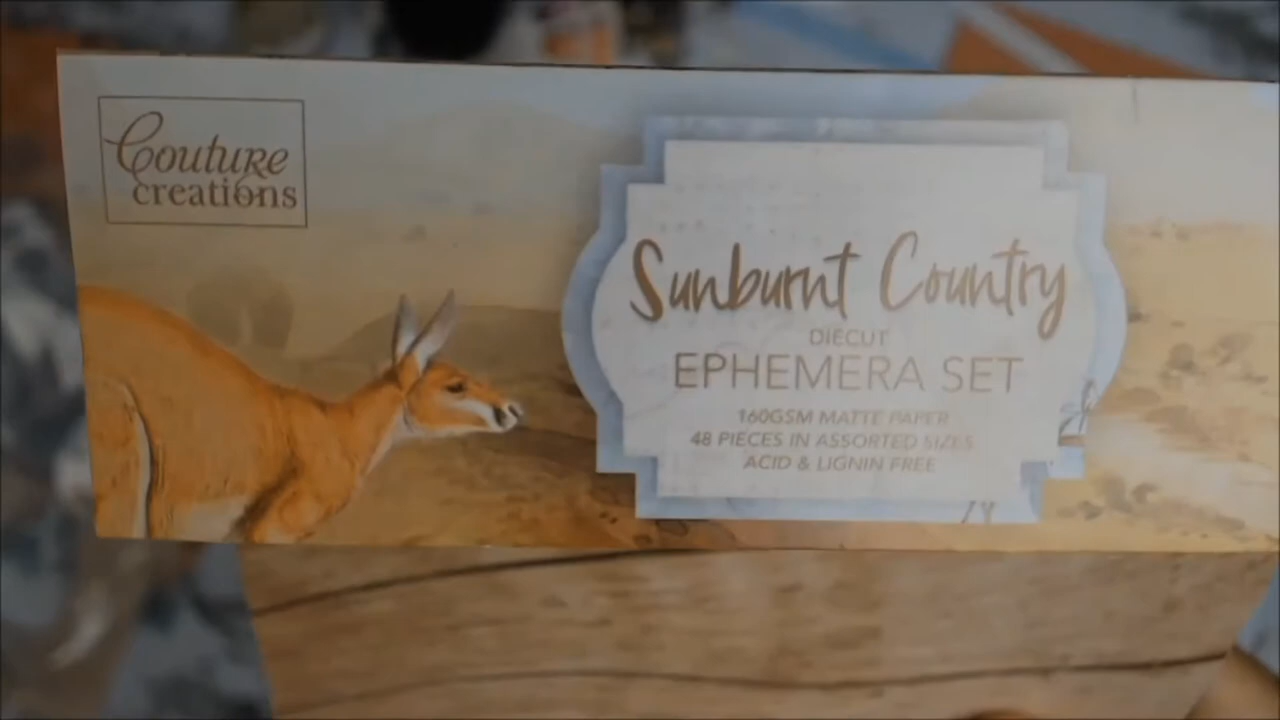 Couture
creations
Sunburnt Country
DIECUT
EPHEMERA SET
160GSM MATTE PAPER
48 PIECES IN ASSORTED SIZES
ACID & LIGNIN FREE